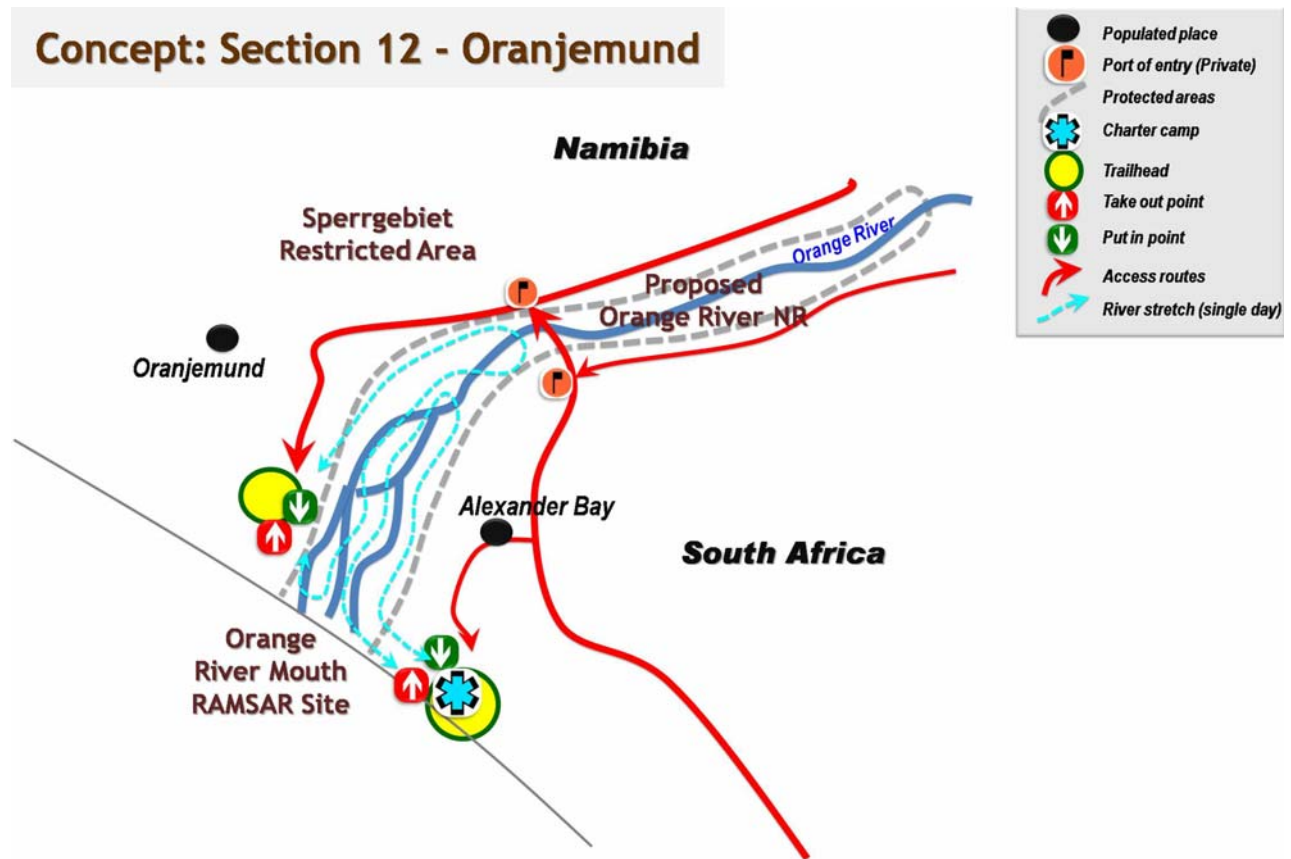 Concept: Section 12 - Oranjemund
Populated place
Port of entry (Private)
Protected areas
Charter camp
Trailhead
Take out point
Put in point
Access routes
River stretch (single day)
Namibia
Sperrgebiet
Restricted Area
Orange River
Proposed
Orange River NR
Oranjemund
Alexander Bay
South Africa
Orange
River Mouth
RAMSAR Site